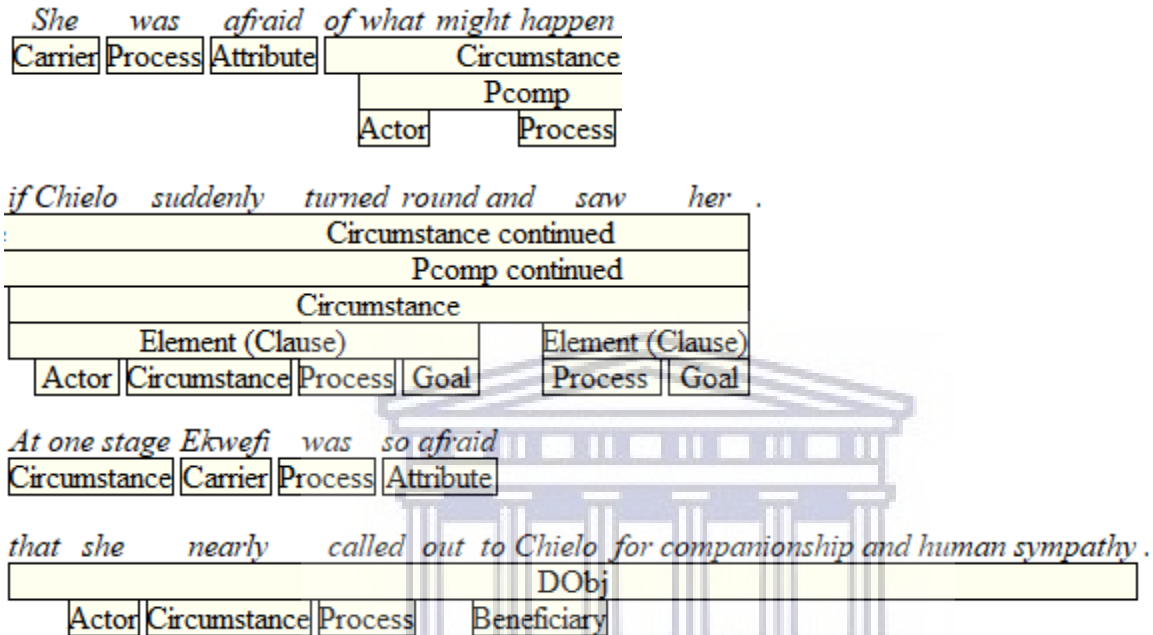 She was afraid of what might happen
Carrier Process Attribute Circumstance
Pcomp
Actor Process
if Chielo suddenly turned round and saw her .
Circumstance continued
Pcomp continued
Circumstance
Element (Clause) Element (Clause)
Actor Circumstance Process Goal Process Goal
At one stage Ekwefi was so afraid
Circumstance Carrier Process Attribute
that she nearly called out to Chielo for companionship and human sympathy .
DObj
Actor Circumstance Process Beneficiary